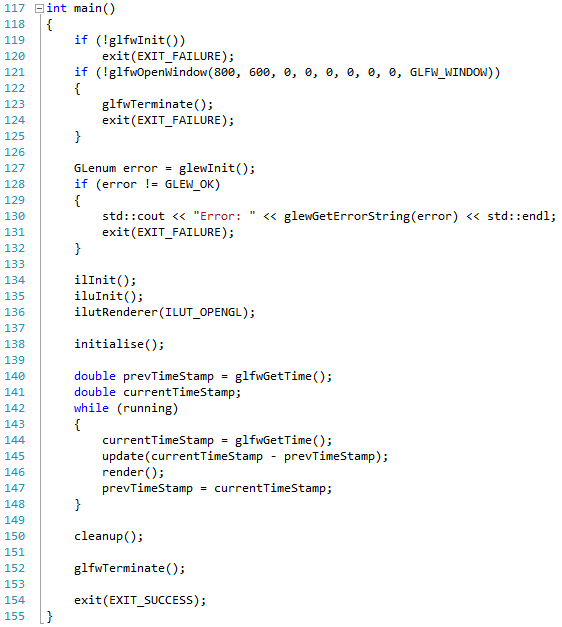 117 int main()
118 {
119     if (!glfwInit())
120         exit(EXIT_FAILURE);
121     if (!glfwOpenWindow(800, 600, 0, 0, 0, 0, 0, 0, GLFW_WINDOW))
122     {
123         glfwTerminate();
124         exit(EXIT_FAILURE);
125     }
126
127     GLenum error = glewInit();
128     if (error != GLEW_OK)
129     {
130         std::cout << "Error: " << glewGetErrorString(error) << std::endl;
131         exit(EXIT_FAILURE);
132     }
133
134     ilInit();
135     iluInit();
136     ilutRenderer(ILUT_OPENGL);
137
138     initialise();
139
140     double prevTimeStamp = glfwGetTime();
141     double currentTimeStamp;
142     while (running)
143     {
144         currentTimeStamp = glfwGetTime();
145         update(currentTimeStamp - prevTimeStamp);
146         render();
147         prevTimeStamp = currentTimeStamp;
148     }
149
150     cleanup();
151
152     glfwTerminate();
153
154     exit(EXIT_SUCCESS);
155 }